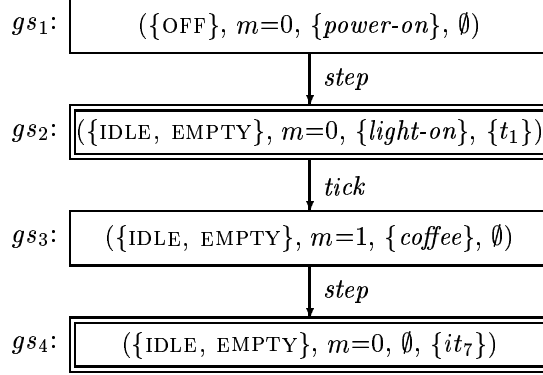 gs₁: ({OFF}, m=0, {power-on}, ∅)
step
gs₂: ({IDLE, EMPTY}, m=0, {light-on}, {t₁})
tick
gs₃: ({IDLE, EMPTY}, m=1, {coffee}, ∅)
step
gs₄: ({IDLE, EMPTY}, m=0, ∅, {it₇})